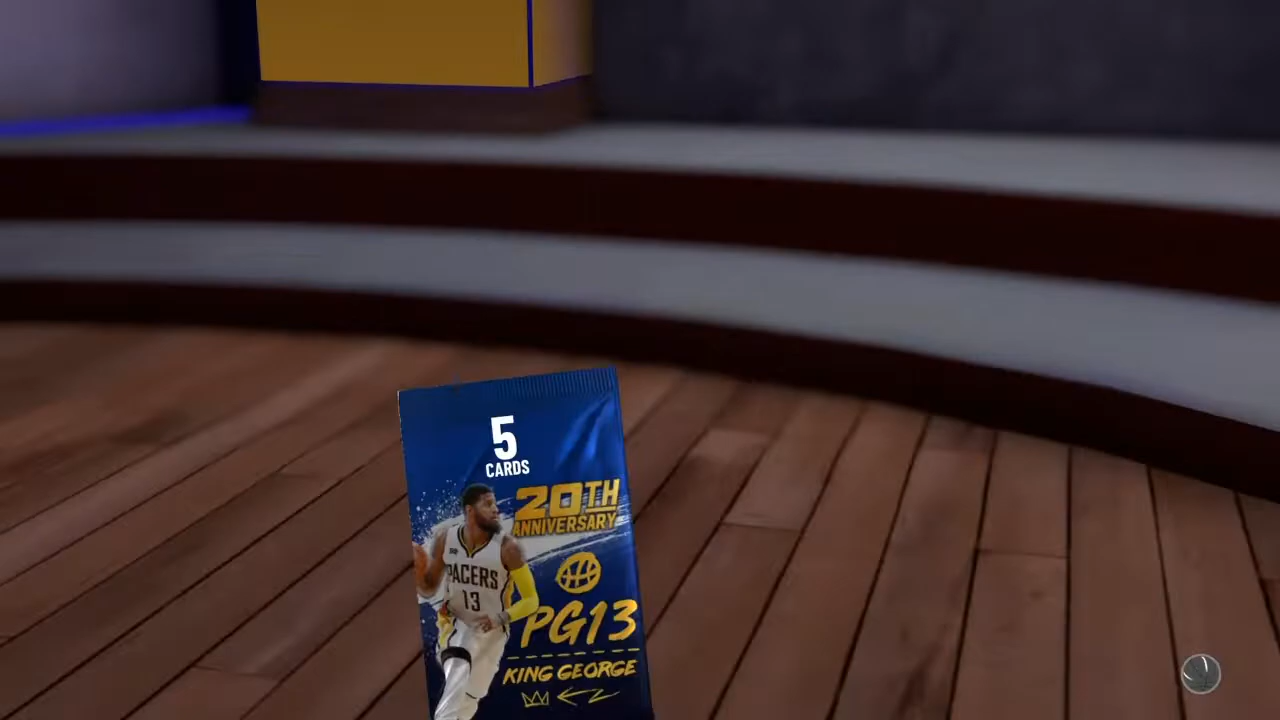 5
CARDS
20TH
ANNIVERSARY
PACERS
13
PG13
KING GEORGE